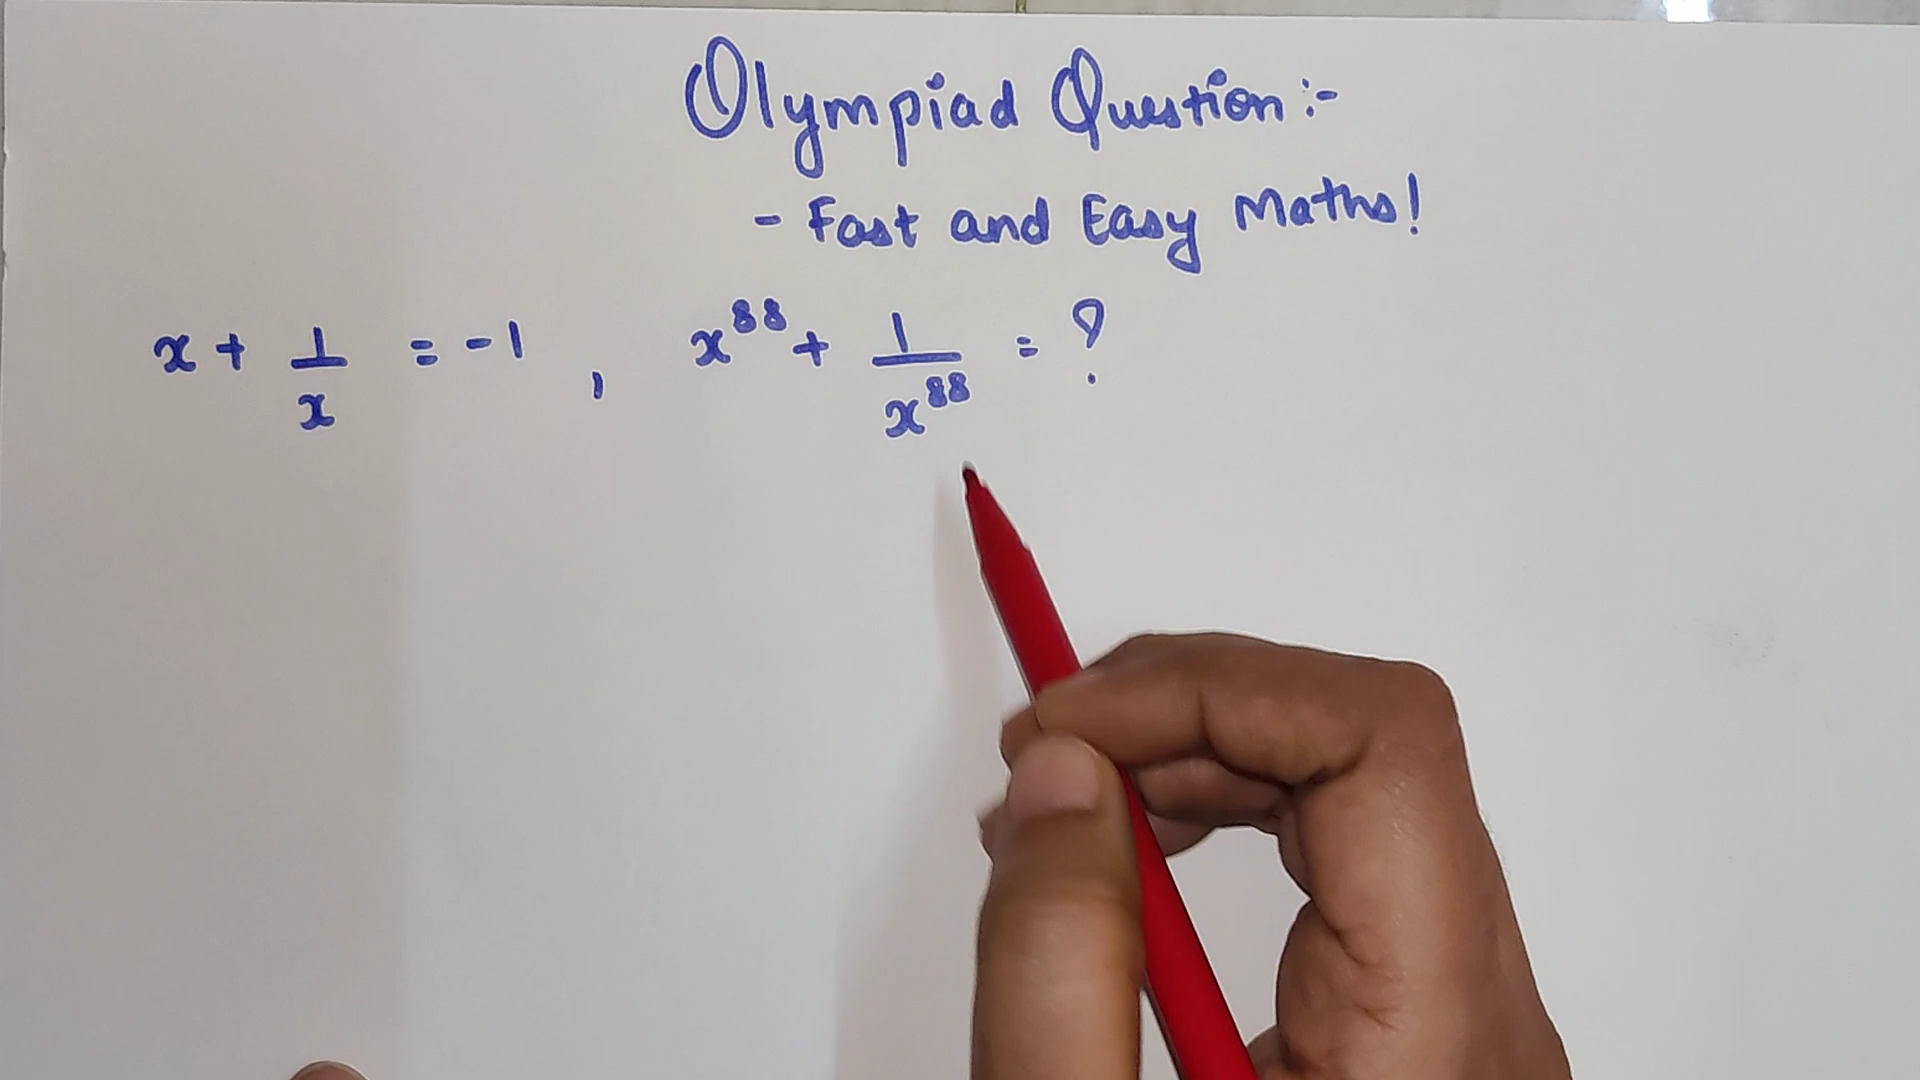 Olympiad Question:-
- Fast and Easy Maths!
x + 1/x = -1 , x^88 + 1/x^88 = ?